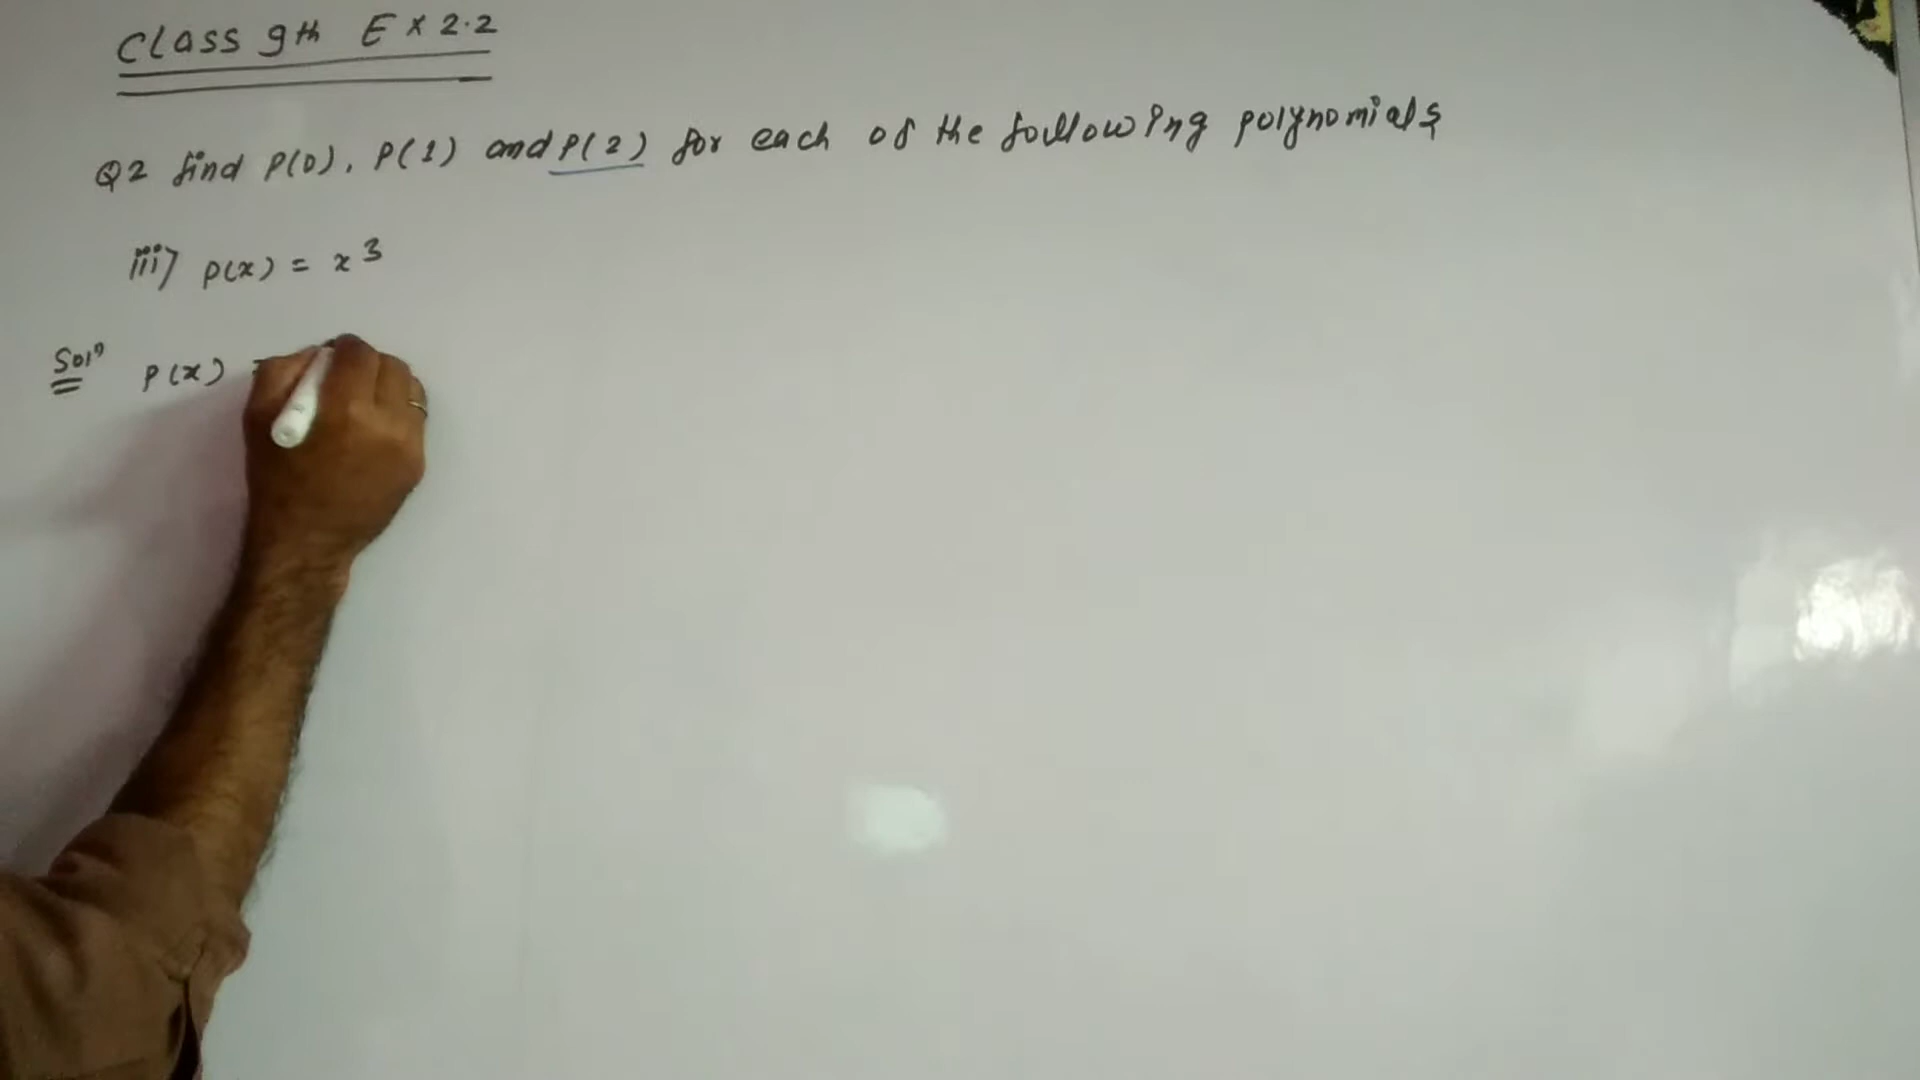 Class 9th Ex 2.2
Q2 find P(0), P(1) and P(2) for each of the following polynomials
iii) p(x) = x³
Solⁿ P(x) =